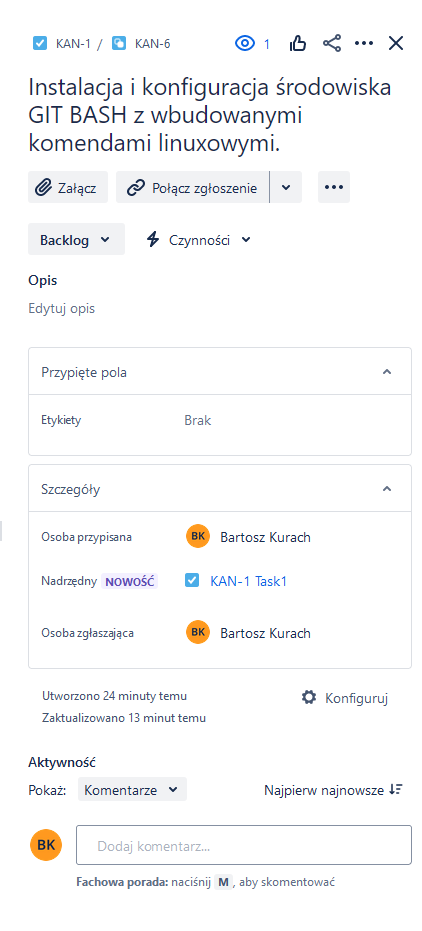 KAN-1 / KAN-6 1
Instalacja i konfiguracja środowiska
GIT BASH z wbudowanymi
komendami linuxowymi.
Załącz Połącz zgłoszenie
Backlog Czynności
Opis
Edytuj opis
Przypięte pola
Etykiety Brak
Szczegóły
Osoba przypisana BK Bartosz Kurach
Nadrzędny NOWOŚĆ KAN-1 Task1
Osoba zgłaszająca BK Bartosz Kurach
Utworzono 24 minuty temu Konfiguruj
Zaktualizowano 13 minut temu
Aktywność
Pokaż: Komentarze Najpierw najnowsze
BK Dodaj komentarz...
Fachowa porada: naciśnij M, aby skomentować